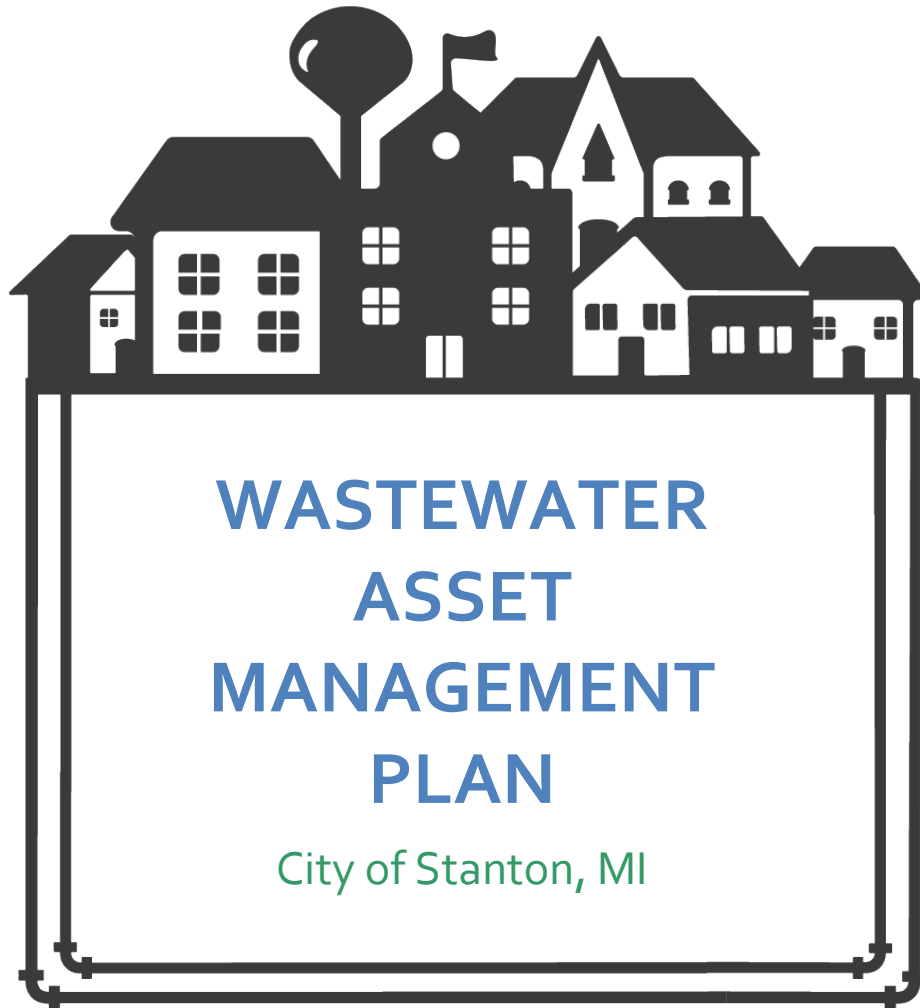 WASTEWATER
ASSET
MANAGEMENT
PLAN
City of Stanton, MI